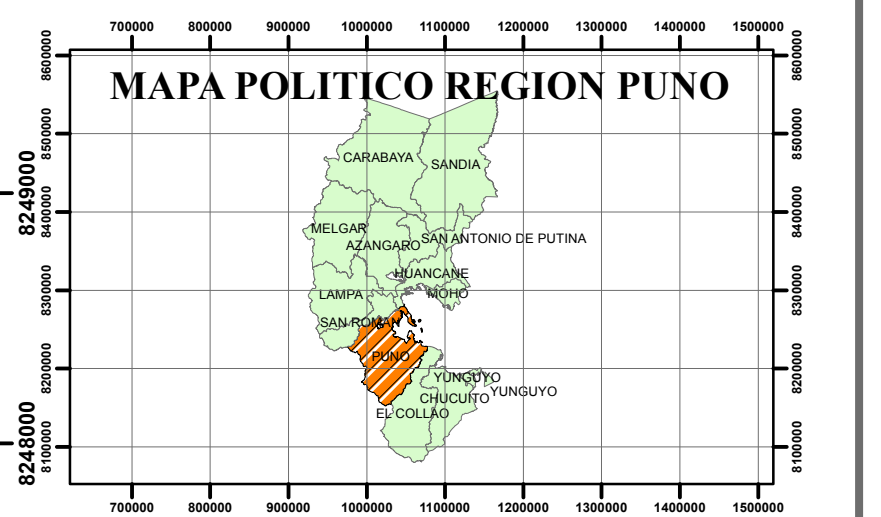 700000 800000 900000 1000000 1100000 1200000 1300000 1400000 1500000
MAPA POLITICO REGION PUNO
8600000 8600000
8500000 8500000
CARABAYA
SANDIA
8249000
8400000 8400000
MELGAR
SAN ANTONIO DE PUTINA
AZANGARO
HUANCANE
8300000 8300000
LAMPA
MOHO
SAN ROMAN
PUNO
8200000 8200000
YUNGUYO
YUNGUYO
CHUCUITO
EL COLLAO
8248000
8100000 8100000
700000 800000 900000 1000000 1100000 1200000 1300000 1400000 1500000